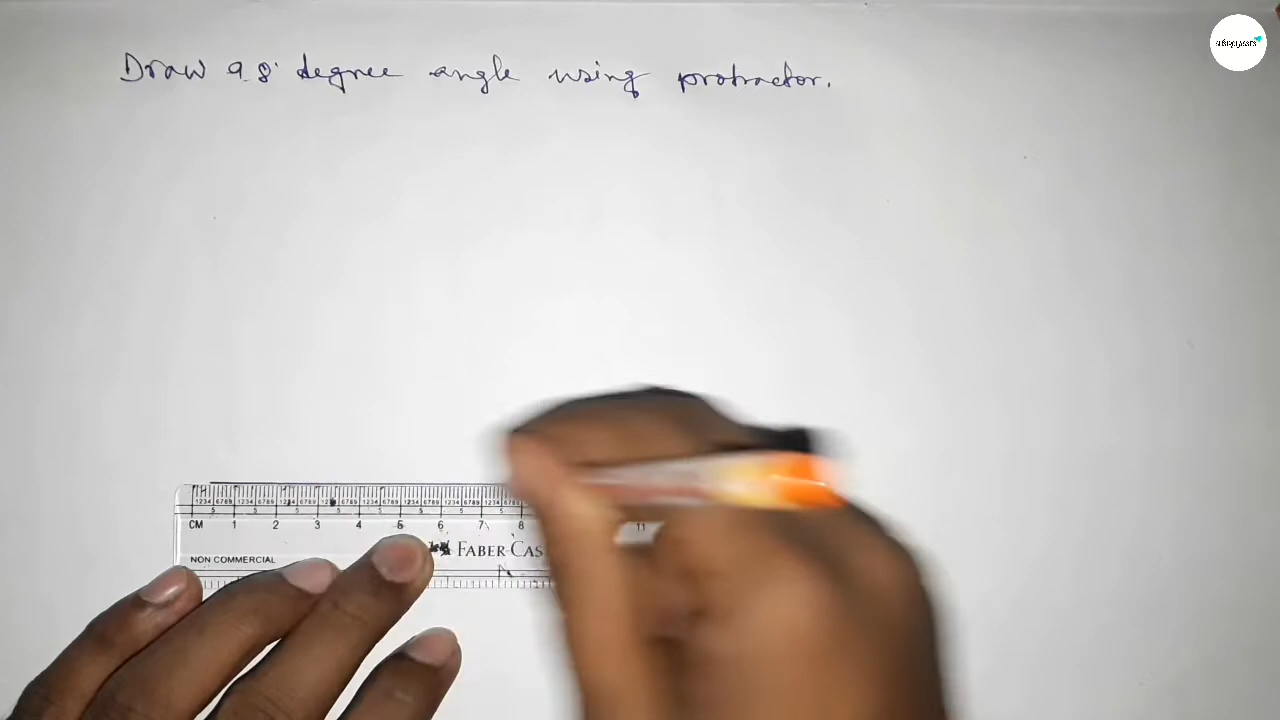 Draw 98° degree angle using protractor.
CM 1 2 3 4 5 6 7 8 11
FABER-CAS
NON COMMERCIAL